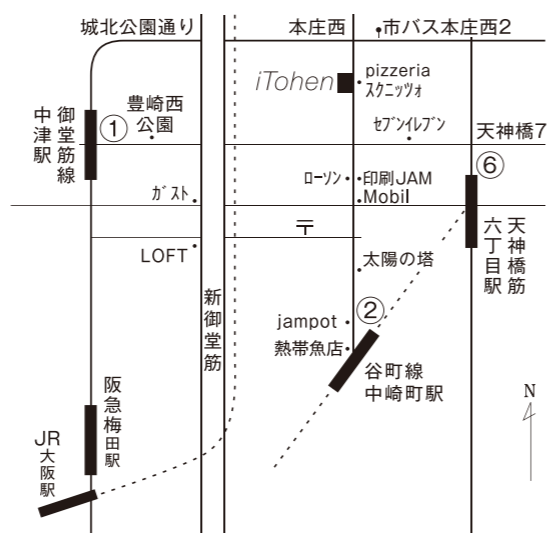 城北公園通り
本庄西
市バス本庄西2
iTohen
pizzeria
スクニッツォ
御堂筋線
中津駅
①
豊崎西
公園
セブンイレブン
天神橋7
⑥
ガスト
ローソン
印刷JAM
Mobil
天神橋筋
六丁目駅
〒
LOFT
太陽の塔
新御堂筋
jampot
②
熱帯魚店
谷町線
中崎町駅
阪急梅田駅
JR
大阪駅
N